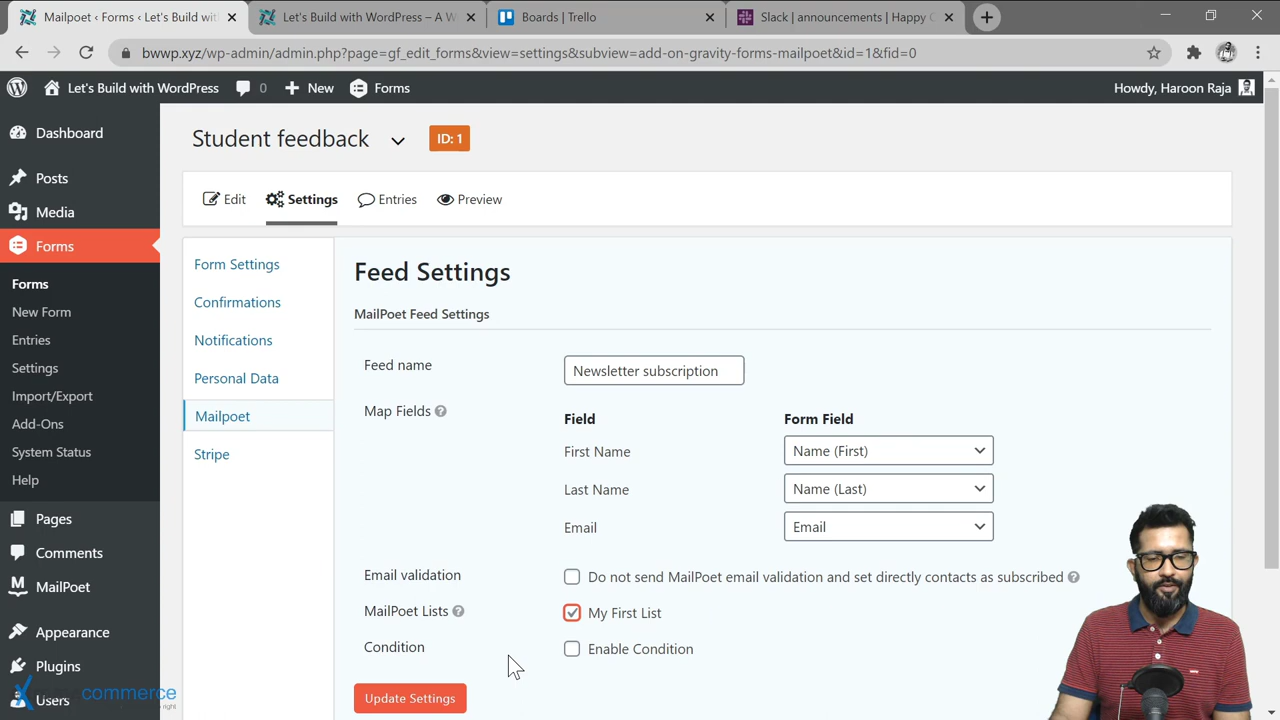 Mailpoet ‹ Forms ‹ Let's Build with
Let's Build with WordPress – A W
Boards | Trello
Slack | announcements | Happy
bwwp.xyz/wp-admin/admin.php?page=gf_edit_forms&view=settings&subview=add-on-gravity-forms-mailpoet&id=1&fid=0
Let's Build with WordPress
0
New
Forms
Howdy, Haroon Raja
Dashboard
Posts
Media
Forms
Forms
New Form
Entries
Settings
Import/Export
Add-Ons
System Status
Help
Pages
Comments
MailPoet
Appearance
Plugins
Users
commerce
Student feedback
ID: 1
Edit
Settings
Entries
Preview
Form Settings
Confirmations
Notifications
Personal Data
Mailpoet
Stripe
Feed Settings
MailPoet Feed Settings
Feed name
Newsletter subscription
Map Fields
Field Form Field
First Name Name (First)
Last Name Name (Last)
Email Email
Email validation Do not send MailPoet email validation and set directly contacts as subscribed
MailPoet Lists My First List
Condition Enable Condition
Update Settings